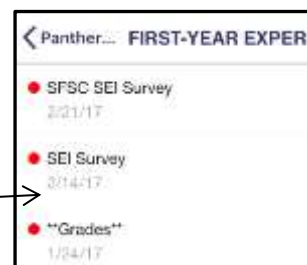 Panther... FIRST-YEAR EXPER
SFSC SEI Survey
2/21/17
SEI Survey
2/14/17
**Grades**
1/24/17